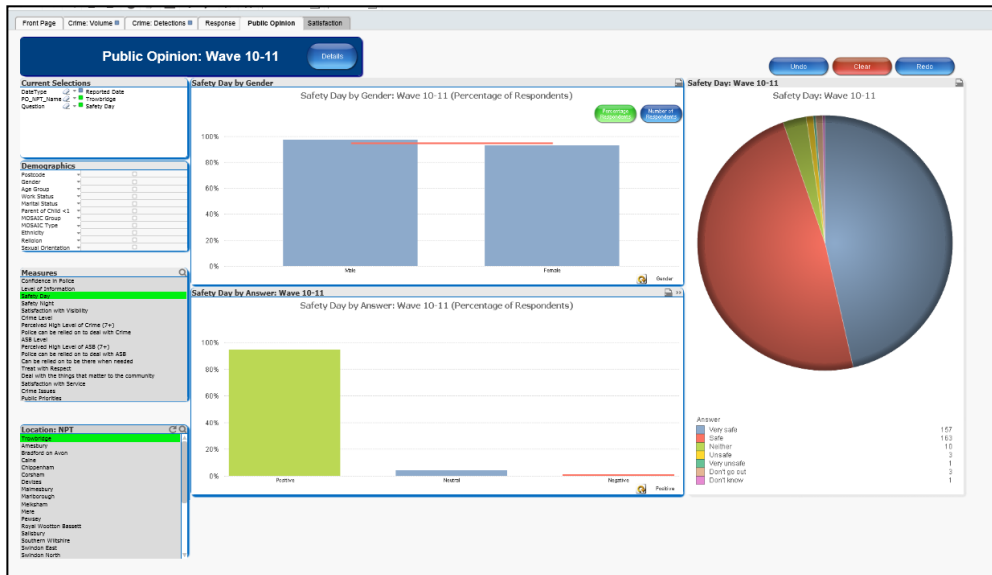 Front Page Crime: Volume Crime: Detections Response Public Opinion Satisfaction
Public Opinion: Wave 10-11
Details
Undo Clear Redo
Current Selections
DateType Reported Date
PO_NPT_Name Trowbridge
Question Safety Day
Demographics
Postcode
Gender
Age Group
Work Status
Marital Status
Parent of Child <1
MOSAIC Group
MOSAIC Type
Ethnicity
Religion
Sexual Orientation
Measures
Confidence in Police
Level of Information
Safety Day
Safety Night
Satisfaction with Visibility
Crime Level
Perceived High Level of Crime (7+)
Police can be relied on to deal with Crime
ASB Level
Perceived High Level of ASB (7+)
Police can be relied on to deal with ASB
Can be relied on to be there when needed
Treat with Respect
Deal with the things that matter to the community
Satisfaction with Service
Crime Issues
Public Priorities
Location: NPT
Trowbridge
Amesbury
Bradford on Avon
Calne
Chippenham
Corsham
Devizes
Malmesbury
Marlborough
Melksham
Mere
Pewsey
Royal Wootton Bassett
Salisbury
Southern Wiltshire
Swindon East
Swindon North
Safety Day by Gender
Safety Day by Gender: Wave 10-11 (Percentage of Respondents)
Percentage Respondents
Number of Respondents
100%
80%
60%
40%
20%
0%
Male Female
Gender
Safety Day by Answer: Wave 10-11
Safety Day by Answer: Wave 10-11 (Percentage of Respondents)
100%
80%
60%
40%
20%
0%
Positive Neutral Negative
Positive
Safety Day: Wave 10-11
Safety Day: Wave 10-11
Answer
Very safe 157
Safe 163
Neither 10
Unsafe 3
Very unsafe 1
Don't go out 3
Don't know 1